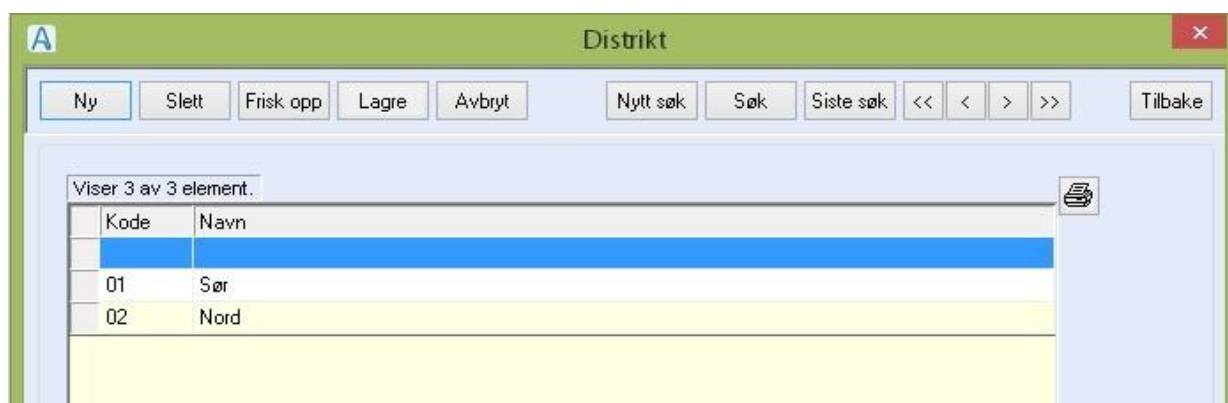 A Distrikt ×
Ny Slett Frisk opp Lagre Avbryt Nytt søk Søk Siste søk << < > >> Tilbake
Viser 3 av 3 element.
Kode Navn
01 Sør
02 Nord